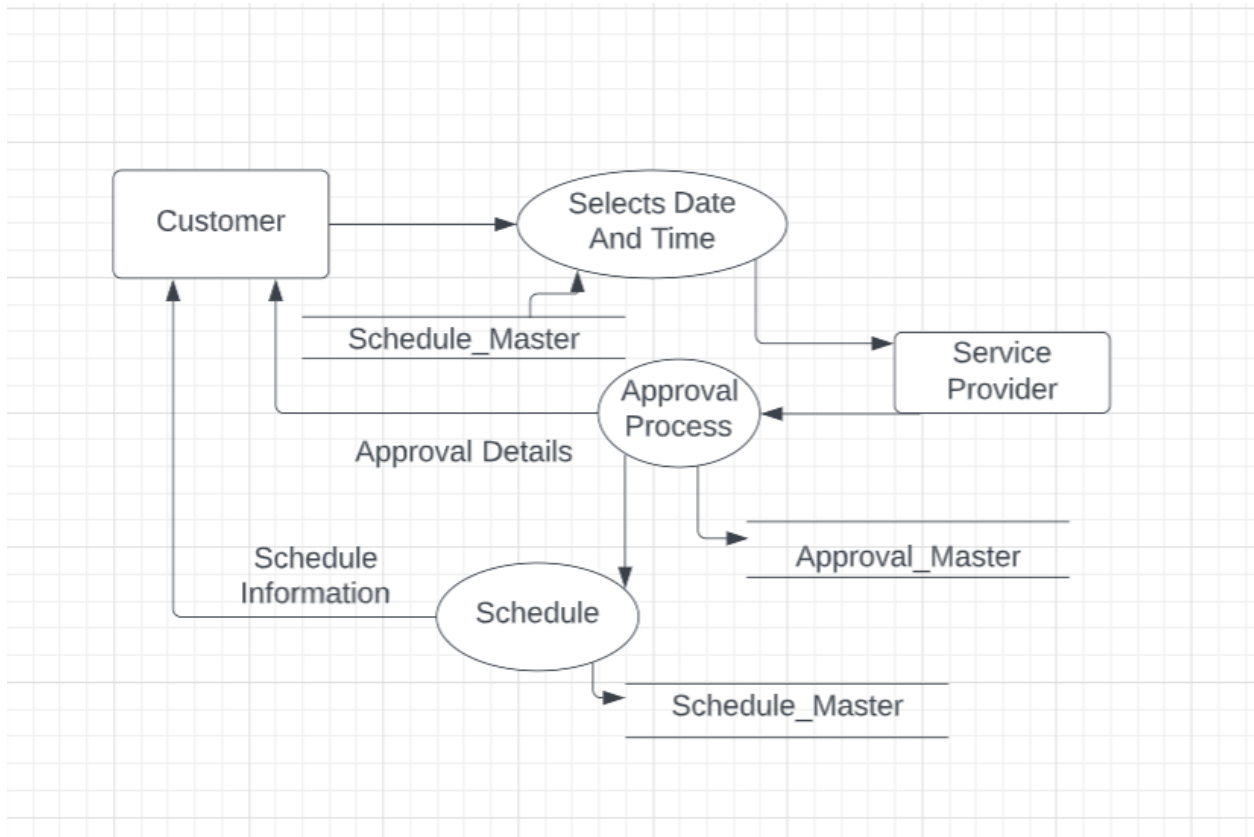 Customer
Selects Date
And Time
Schedule_Master
Service
Provider
Approval
Process
Approval Details
Approval_Master
Schedule
Information
Schedule
Schedule_Master